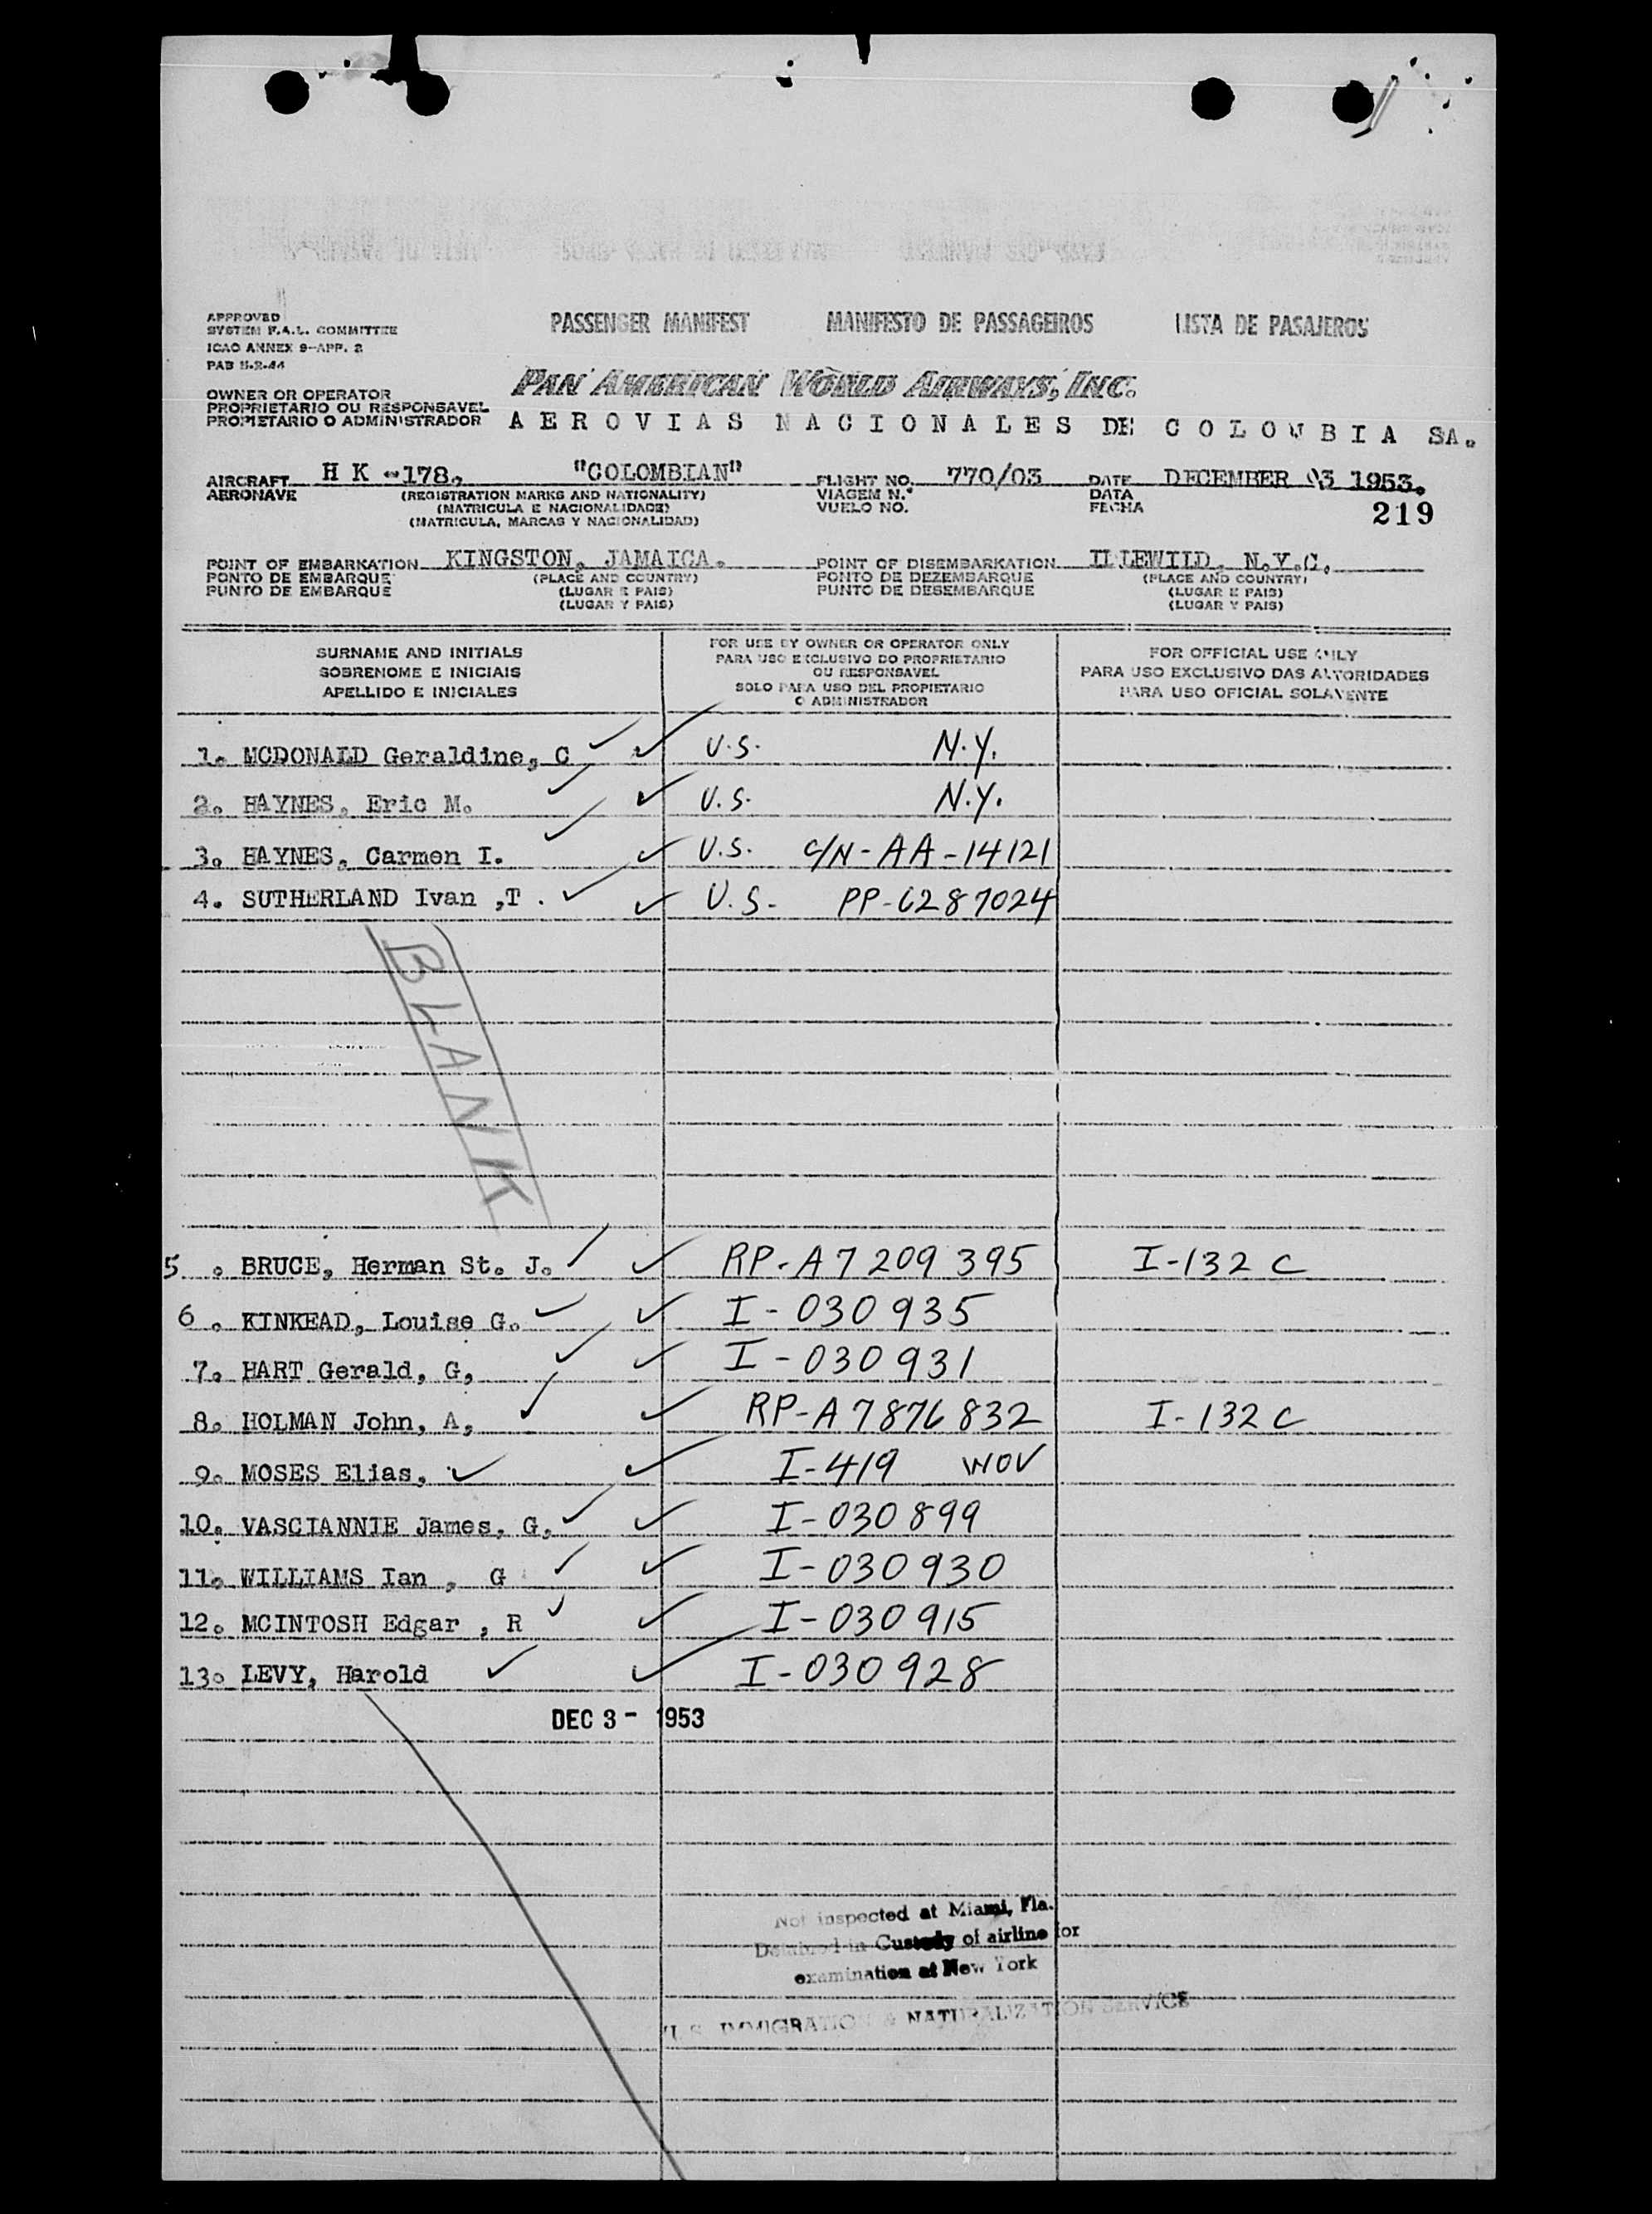 APPROVED
SYSTEM F.A.L. COMMITTEE
ICAO ANNEX 9-APP. 2
PAB 5-2-44
PASSENGER MANIFEST MANIFESTO DE PASSAGEIROS LISTA DE PASAJEROS
PAN AMERICAN WORLD AIRWAYS, INC.
OWNER OR OPERATOR
PROPRIETARIO OU RESPONSAVEL
PROPIETARIO O ADMINISTRADOR
AEROVIAS NACIONALES DE COLOMBIA SA.
AIRCRAFT H K -178. "COLOMBIAN" FLIGHT NO. 770/03 DATE DECEMBER 03 1953.
AERONAVE (REGISTRATION MARKS AND NATIONALITY) VIAGEM N.º DATA
(MATRICULA E NACIONALIDADE) VUELO NO. FECHA 219
(MATRICULA, MARCAS Y NACIONALIDAD)
POINT OF EMBARKATION KINGSTON, JAMAICA. POINT OF DISEMBARKATION IDLEWILD, N.Y.C.
PONTO DE EMBARQUE (PLACE AND COUNTRY) PONTO DE DEZEMBARQUE (PLACE AND COUNTRY)
PUNTO DE EMBARQUE (LUGAR E PAIS) PUNTO DE DESEMBARQUE (LUGAR E PAIS)
(LUGAR Y PAIS) (LUGAR Y PAIS)
SURNAME AND INITIALS
SOBRENOME E INICIAIS
APELLIDO E INICIALES
FOR USE BY OWNER OR OPERATOR ONLY
PARA USO EXCLUSIVO DO PROPRIETARIO
OU RESPONSAVEL
SOLO PARA USO DEL PROPIETARIO
O ADMINISTRADOR
FOR OFFICIAL USE ONLY
PARA USO EXCLUSIVO DAS AUTORIDADES
PARA USO OFICIAL SOLAMENTE
1. MCDONALD Geraldine, C U.S. N.Y.
2. HAYNES, Eric M. U.S. N.Y.
3. HAYNES, Carmen I. U.S. C/N-AA-14121
4. SUTHERLAND Ivan ,T . U.S. PP-6287024
BLANK
5 . BRUCE, Herman St. J. RP-A7 209 395 I-132 C
6 . KINKEAD, Louise G. I-030935
7. HART Gerald, G, I-030931
8. HOLMAN John, A, RP-A7876832 I-132 C
9. MOSES Elias, I-419 WOV
10. VASCIANNIE James, G, I-030899
11. WILLIAMS Ian , G I-030930
12. MCINTOSH Edgar , R I-030915
13. LEVY, Harold I-030928
DEC 3 - 1953
Not inspected at Miami, Fla.
Detained in Custody of airline for
examination at New York
U.S. IMMIGRATION & NATURALIZATION SERVICE